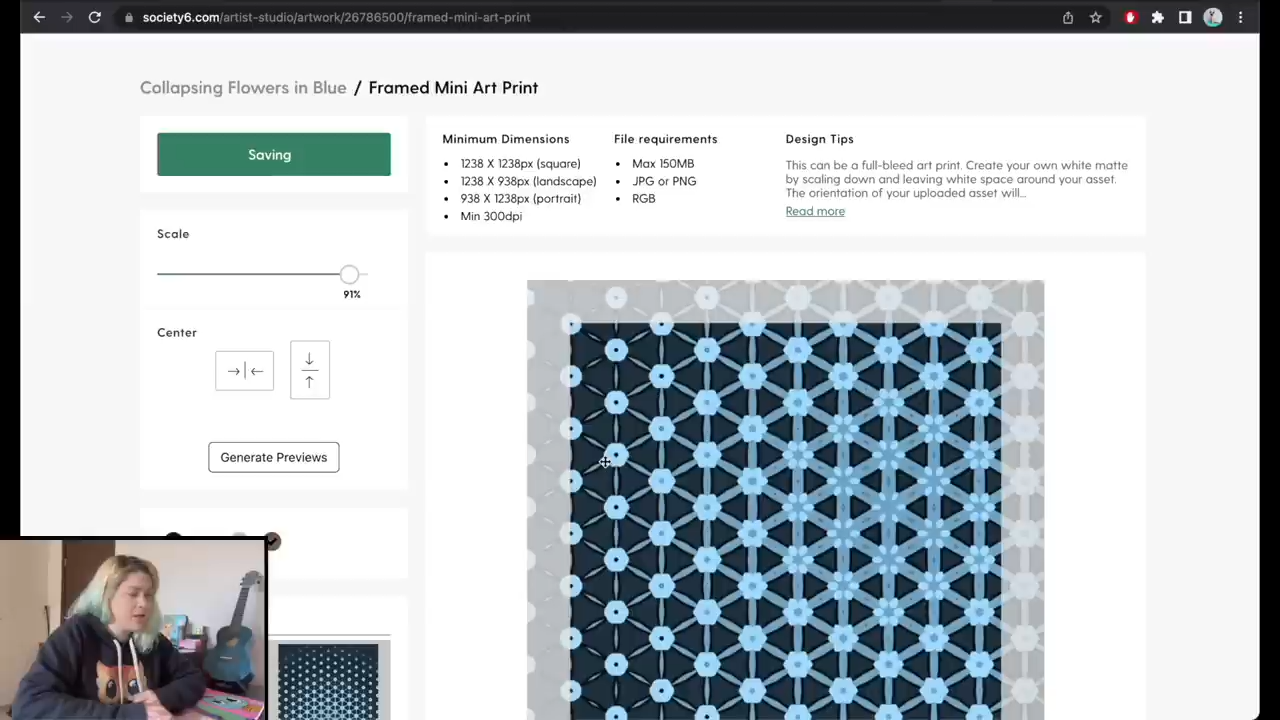 society6.com/artist-studio/artwork/26786500/framed-mini-art-print
Collapsing Flowers in Blue / Framed Mini Art Print
Saving
Minimum Dimensions
1238 X 1238px (square)
1238 X 938px (landscape)
938 X 1238px (portrait)
Min 300dpi
File requirements
Max 150MB
JPG or PNG
RGB
Design Tips
This can be a full-bleed art print. Create your own white matte
by scaling down and leaving white space around your asset.
The orientation of your uploaded asset will...
Read more
Scale
91%
Center
Generate Previews